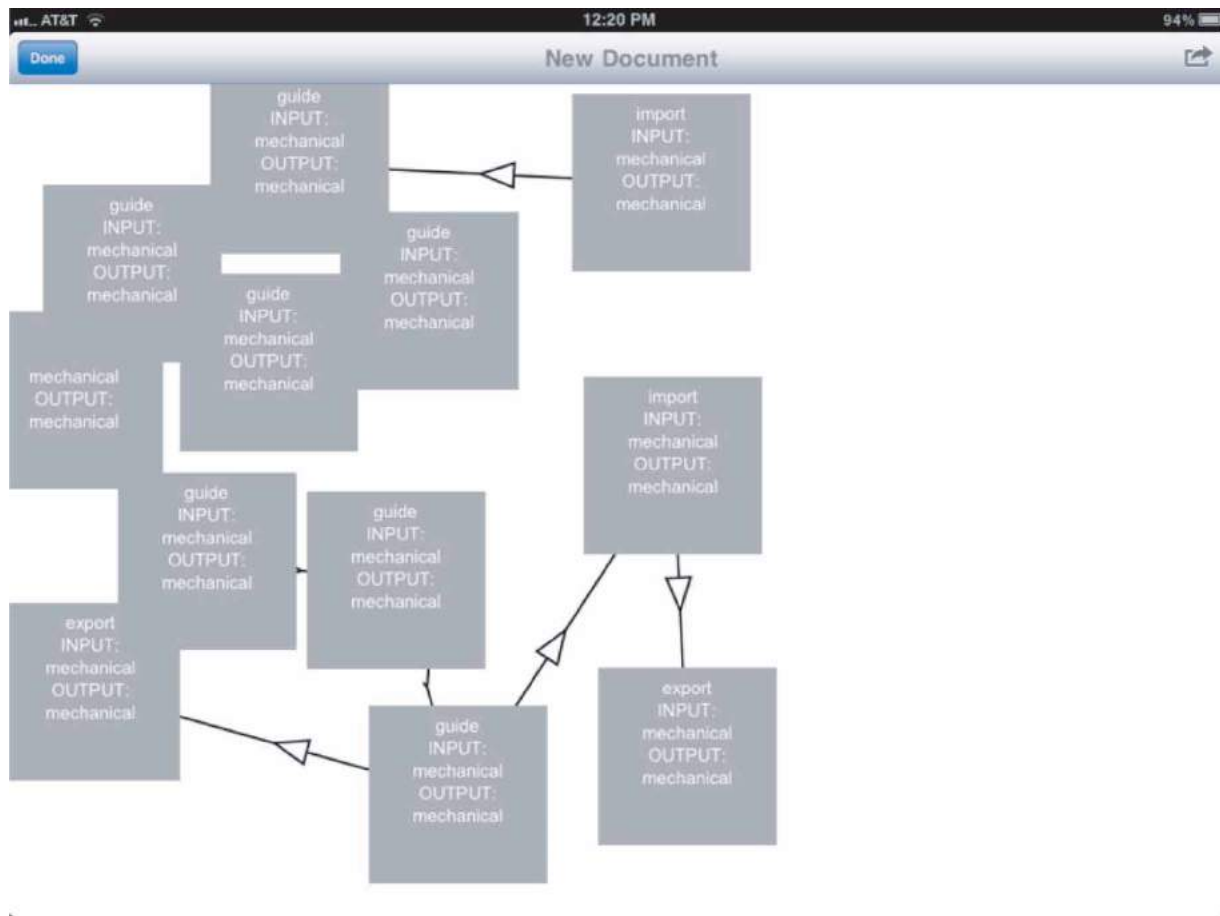 AT&T
12:20 PM
94%
Done
New Document
guide
INPUT:
mechanical
OUTPUT:
mechanical
import
INPUT:
mechanical
OUTPUT:
mechanical
guide
INPUT:
mechanical
OUTPUT:
mechanical
guide
INPUT:
mechanical
OUTPUT:
mechanical
guide
INPUT:
mechanical
OUTPUT:
mechanical
mechanical
OUTPUT:
mechanical
import
INPUT:
mechanical
OUTPUT:
mechanical
guide
INPUT:
mechanical
OUTPUT:
mechanical
guide
INPUT:
mechanical
OUTPUT:
mechanical
export
INPUT:
mechanical
OUTPUT:
mechanical
export
INPUT:
mechanical
OUTPUT:
mechanical
guide
INPUT:
mechanical
OUTPUT:
mechanical